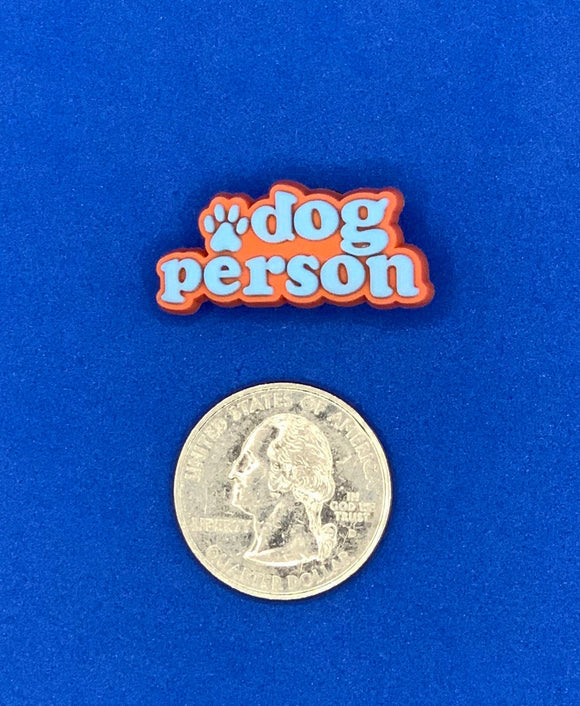 dog
person
UNITED STATES OF AMERICA
LIBERTY
IN
GOD WE
TRUST
QUARTER DOLLAR